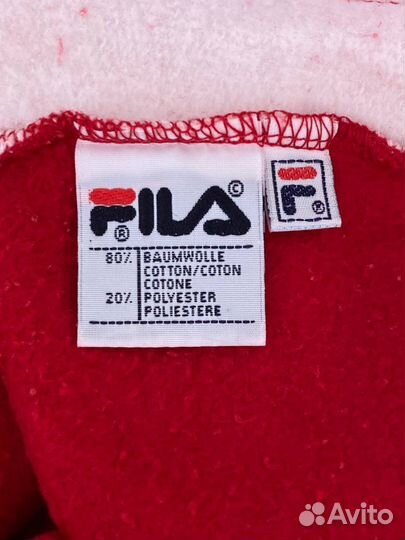 FILA © F
®
®
80% BAUMWOLLE
COTTON/COTON
COTONE
20% POLYESTER
POLIESTERE
Avito